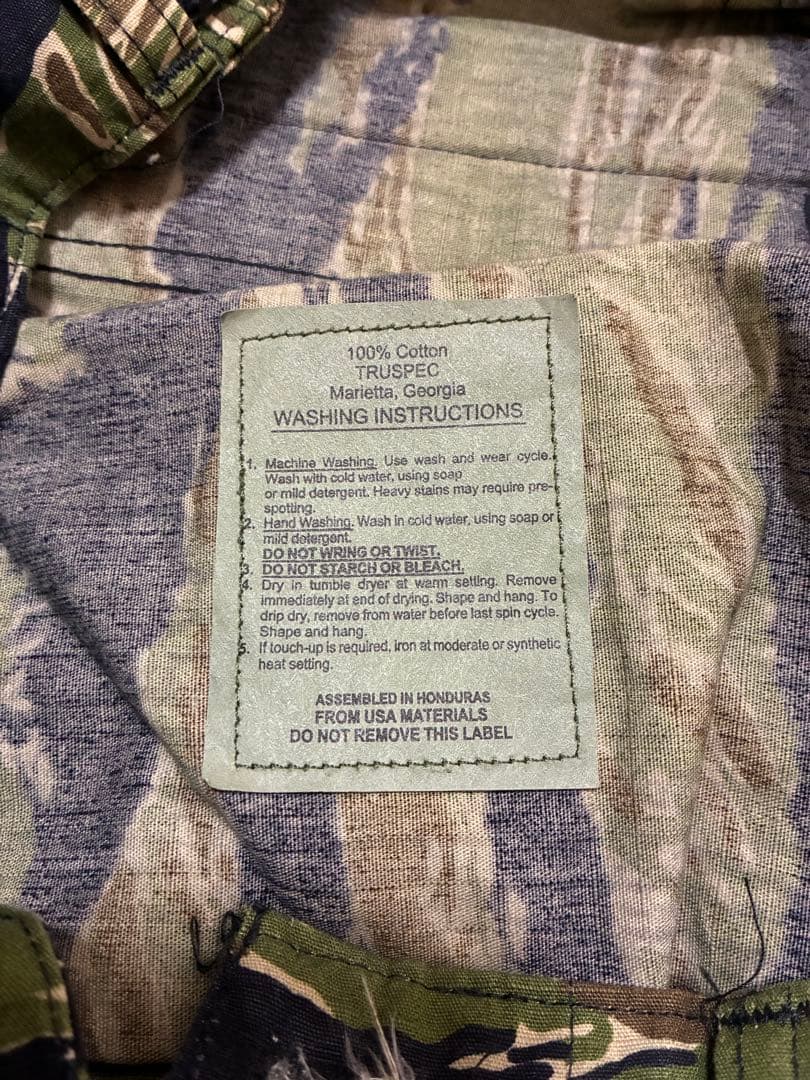 100% Cotton
TRUSPEC
Marietta, Georgia
WASHING INSTRUCTIONS
1. Machine Washing. Use wash and wear cycle.
Wash with cold water, using soap
or mild detergent. Heavy stains may require pre-
spotting.
2. Hand Washing. Wash in cold water, using soap or
mild detergent.
DO NOT WRING OR TWIST.
3. DO NOT STARCH OR BLEACH.
4. Dry in tumble dryer at warm setting. Remove
immediately at end of drying. Shape and hang. To
drip dry, remove from water before last spin cycle.
Shape and hang.
5. If touch-up is required, iron at moderate or synthetic
heat setting.
ASSEMBLED IN HONDURAS
FROM USA MATERIALS
DO NOT REMOVE THIS LABEL